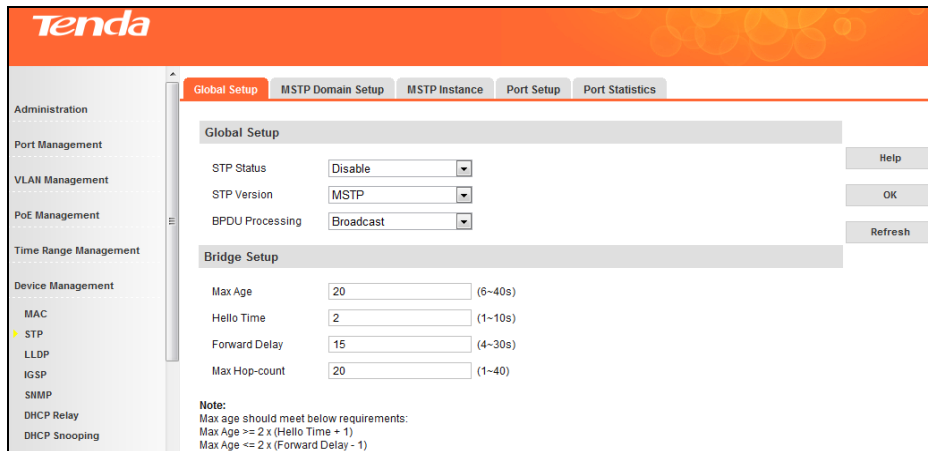 Tenda
Global Setup MSTP Domain Setup MSTP Instance Port Setup Port Statistics
Administration
Port Management
VLAN Management
PoE Management
Time Range Management
Device Management
MAC
STP
LLDP
IGSP
SNMP
DHCP Relay
DHCP Snooping
Global Setup
STP Status Disable
STP Version MSTP
BPDU Processing Broadcast
Bridge Setup
Max Age 20 (6~40s)
Hello Time 2 (1~10s)
Forward Delay 15 (4~30s)
Max Hop-count 20 (1~40)
Note:
Max age should meet below requirements:
Max Age >= 2 x (Hello Time + 1)
Max Age <= 2 x (Forward Delay - 1)
Help
OK
Refresh